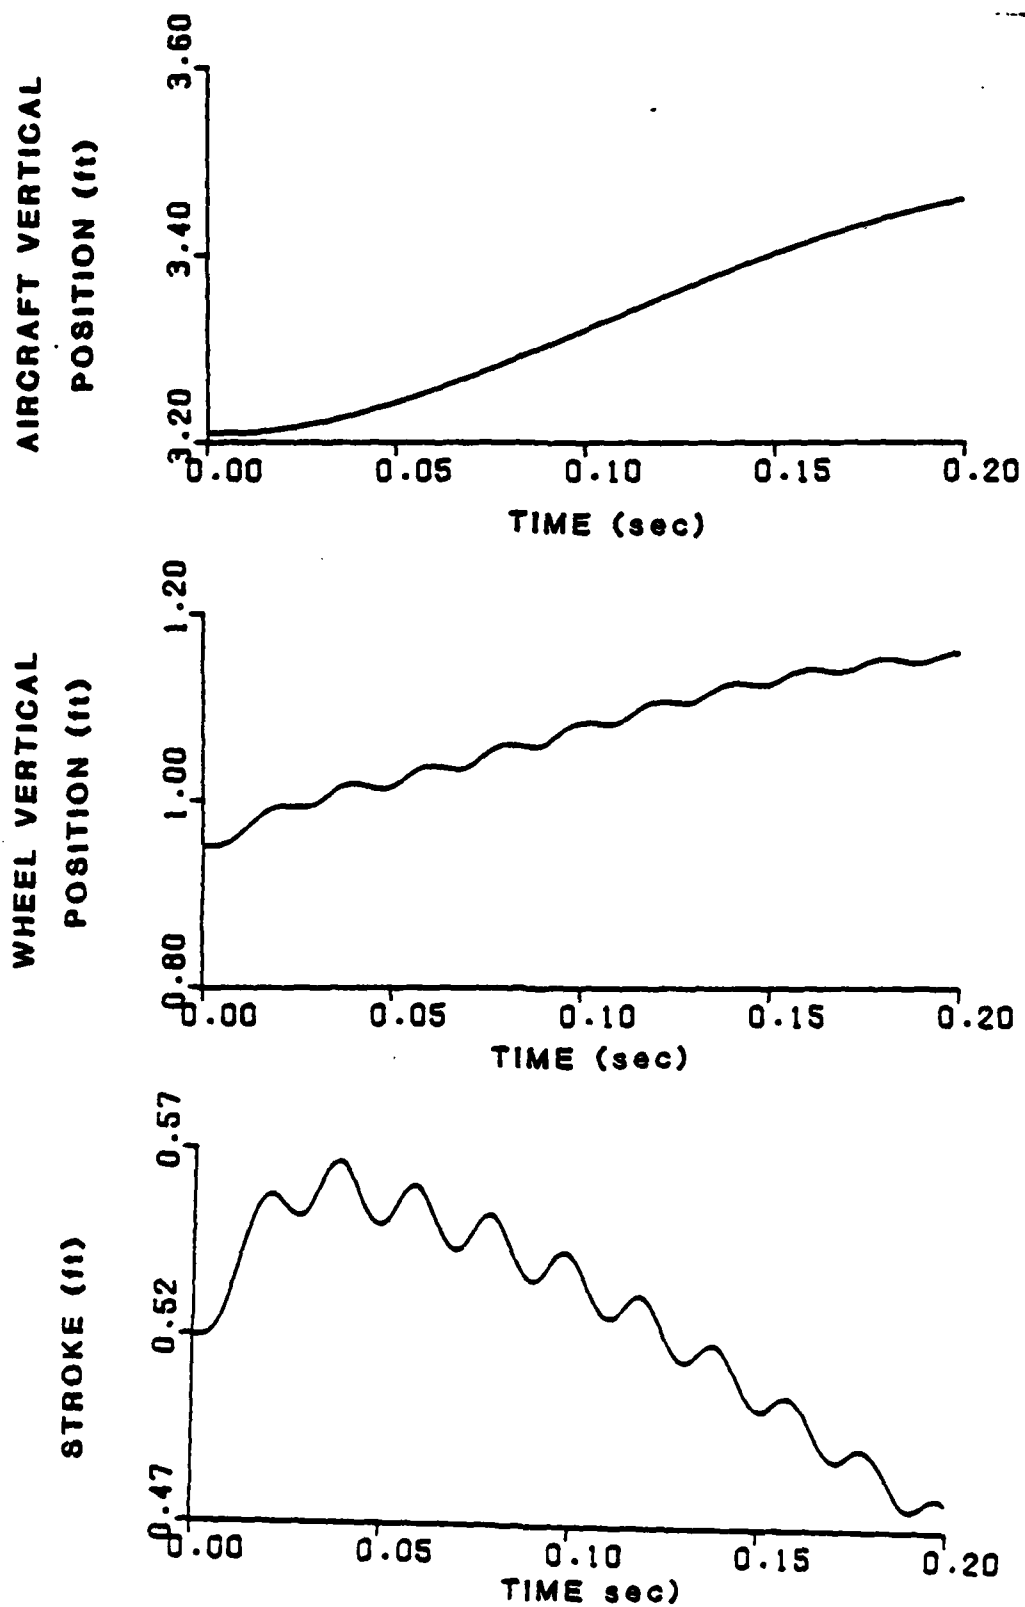 AIRCRAFT VERTICAL
POSITION (ft)
3.60
3.40
3.20
0.00 0.05 0.10 0.15 0.20
TIME (sec)
WHEEL VERTICAL
POSITION (ft)
1.20
1.00
0.80
0.00 0.05 0.10 0.15 0.20
TIME (sec)
STROKE (ft)
0.57
0.52
0.47
0.00 0.05 0.10 0.15 0.20
TIME sec)